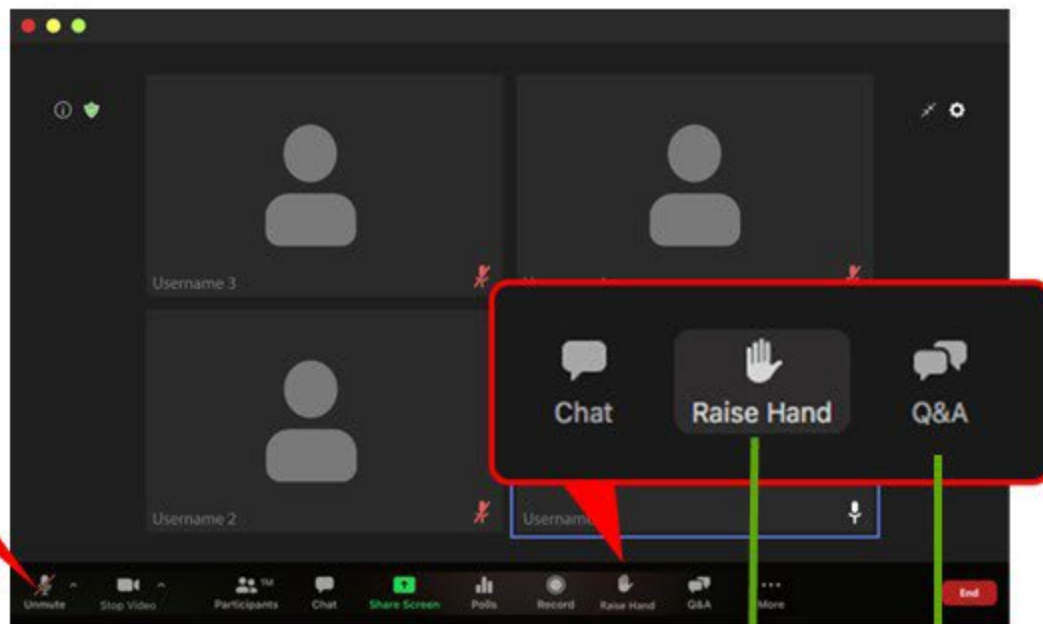 Username 3
Chat
Raise Hand
Q&A
Username 2
Username
Unmute
Stop Video
Participants
Chat
Share Screen
Polls
Record
Raise Hand
Q&A
More
End